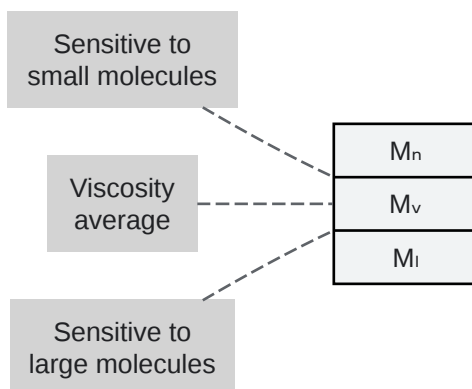 Sensitive to
small molecules
Mₙ
Viscosity
average
Mᵥ
Mₗ
Sensitive to
large molecules